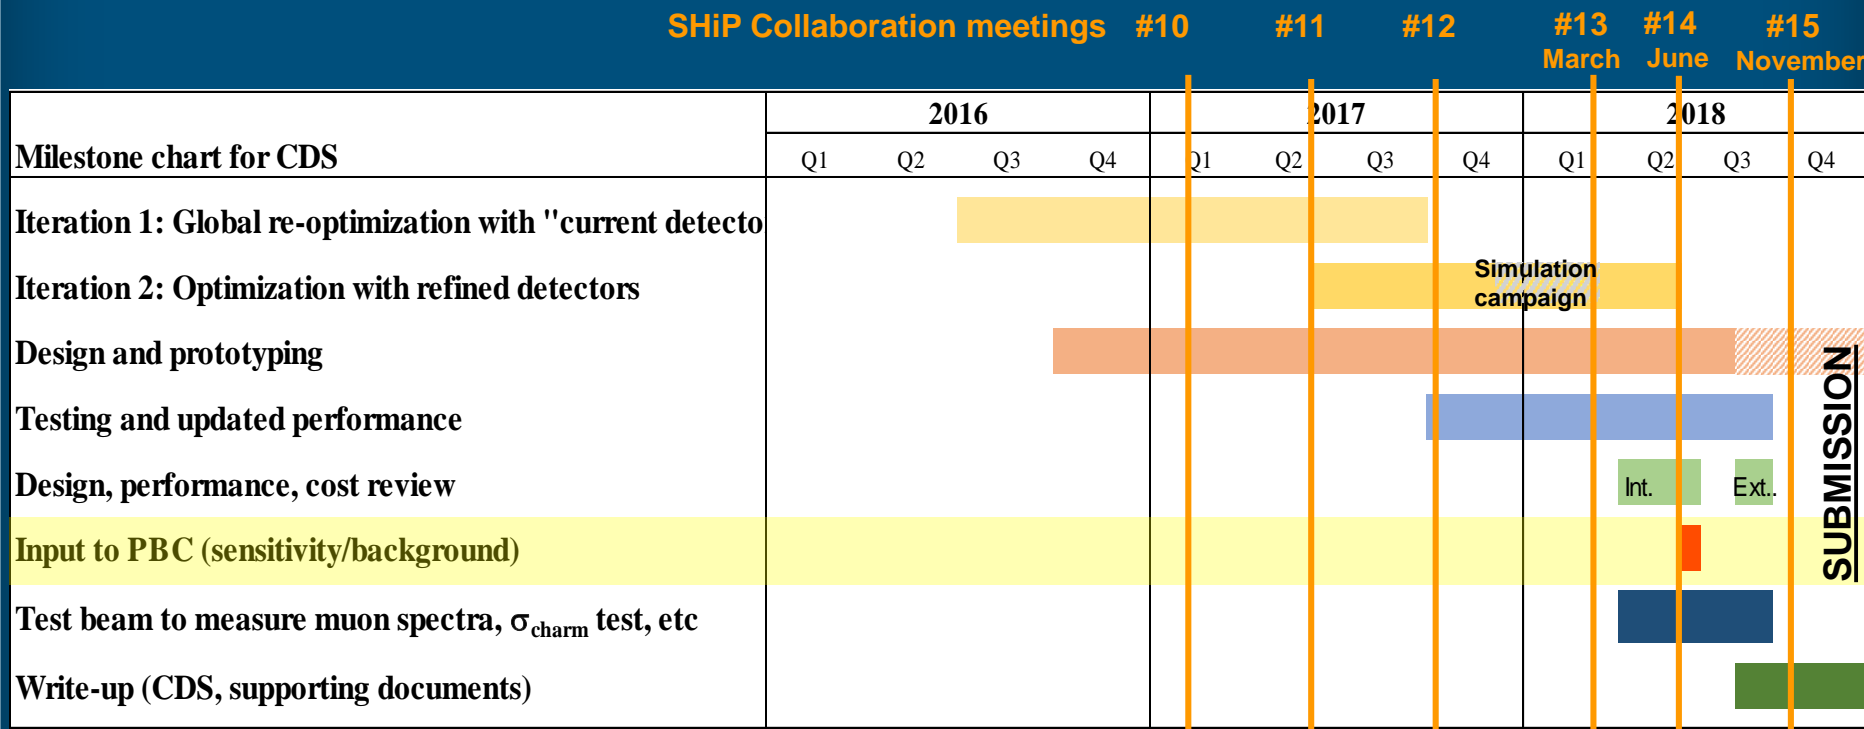 SHiP Collaboration meetings #10 #11 #12 #13 #14 #15
March June November
2016 2017 2018
Milestone chart for CDS Q1 Q2 Q3 Q4 Q1 Q2 Q3 Q4 Q1 Q2 Q3 Q4
Iteration 1: Global re-optimization with "current detecto
Iteration 2: Optimization with refined detectors
Simulation
campaign
Design and prototyping
Testing and updated performance
Design, performance, cost review Int. Ext..
Input to PBC (sensitivity/background)
Test beam to measure muon spectra, σcharm test, etc
Write-up (CDS, supporting documents)
SUBMISSION